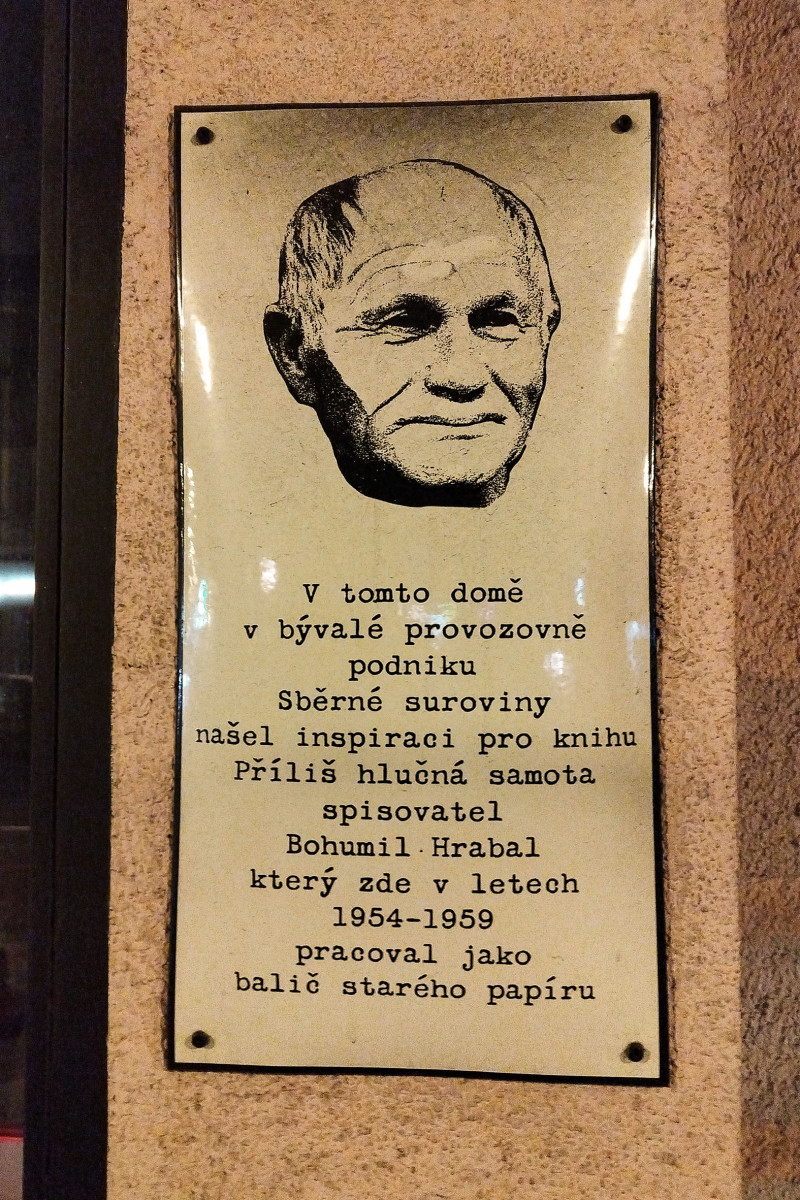 V tomto domě
v bývalé provozovně
podniku
Sběrné suroviny
našel inspiraci pro knihu
Příliš hlučná samota
spisovatel
Bohumil Hrabal
který zde v letech
1954-1959
pracoval jako
balič starého papíru